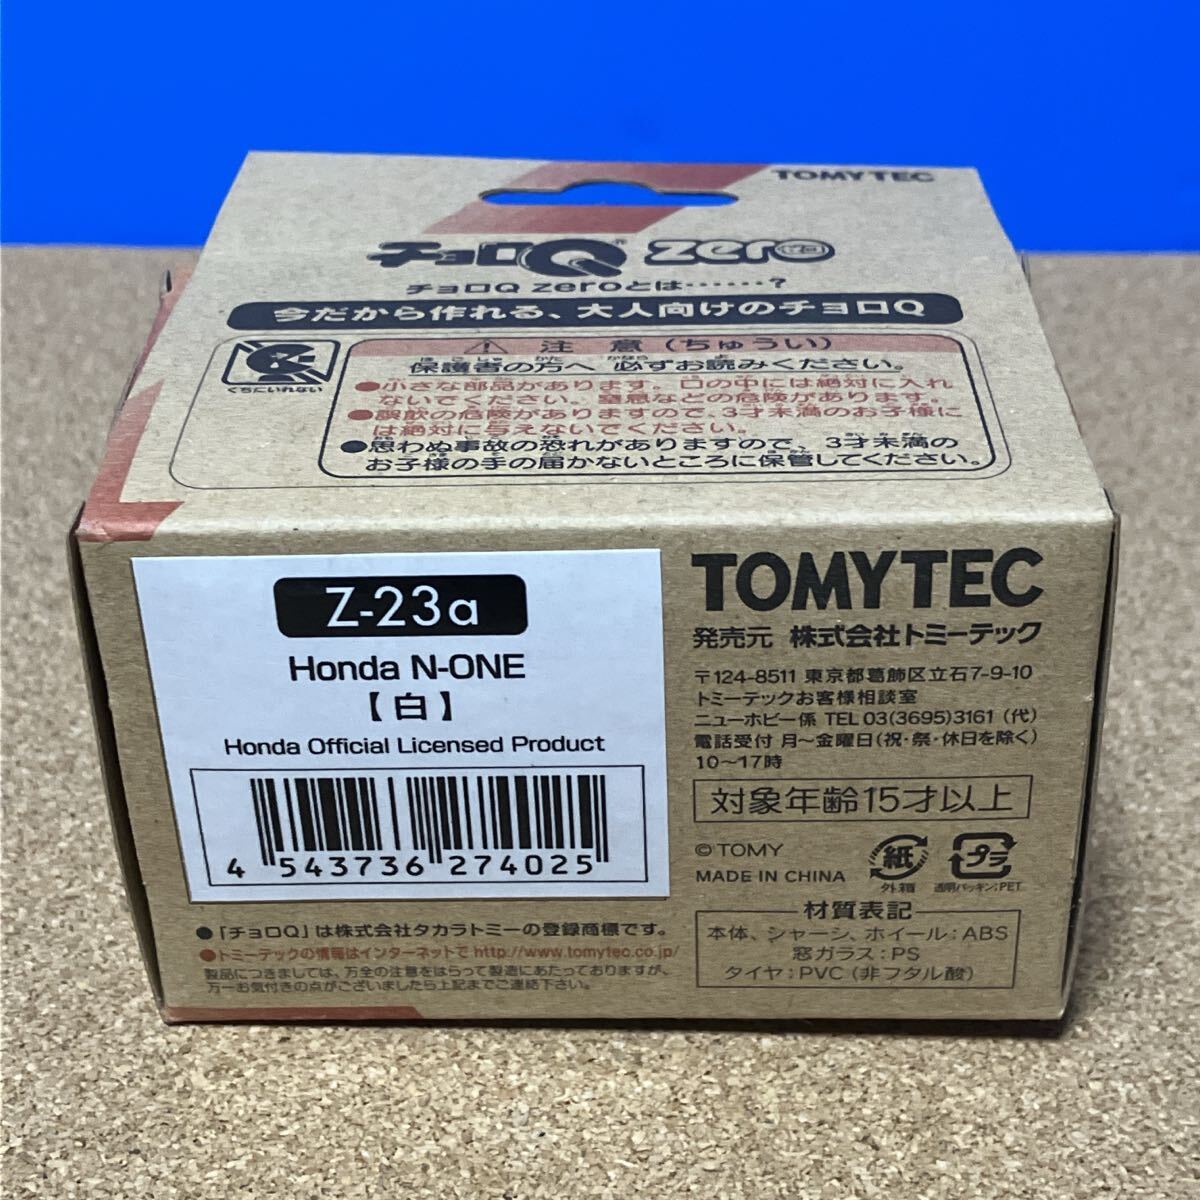 TOMYTEC
チョロQ® zero ゼロ
チョロQ zeroとは……?
今だから作れる、大人向けのチョロQ
くちにいれない
⚠ 注意(ちゅうい)
保護者の方へ 必ずお読みください。
●小さな部品があります。口の中には絶対に入れ
ないでください。窒息などの危険があります。
●誤飲の危険がありますので、3才未満のお子様に
は絶対に与えないでください。
●思わぬ事故の恐れがありますので、3才未満の
お子様の手の届かないところに保管してください。
Z-23a
Honda N-ONE
【白】
Honda Official Licensed Product
4 543736 274025
●「チョロQ」は株式会社タカラトミーの登録商標です。
●トミーテックの情報はインターネットで http://www.tomytec.co.jp/
製品につきましては、万全の注意をはらって製造にあたっておりますが、
万一お気付きの点がございましたら上記までご連絡下さい。
TOMYTEC
発売元 株式会社トミーテック
〒124-8511 東京都葛飾区立石7-9-10
トミーテックお客様相談室
ニューホビー係 TEL 03(3695)3161(代)
電話受付 月〜金曜日(祝・祭・休日を除く)
10〜17時
対象年齢15才以上
©TOMY
MADE IN CHINA
紙
外箱
プラ
透明パッキン:PET
材質表記
本体、シャーシ、ホイール:ABS
窓ガラス:PS
タイヤ:PVC(非フタル酸)